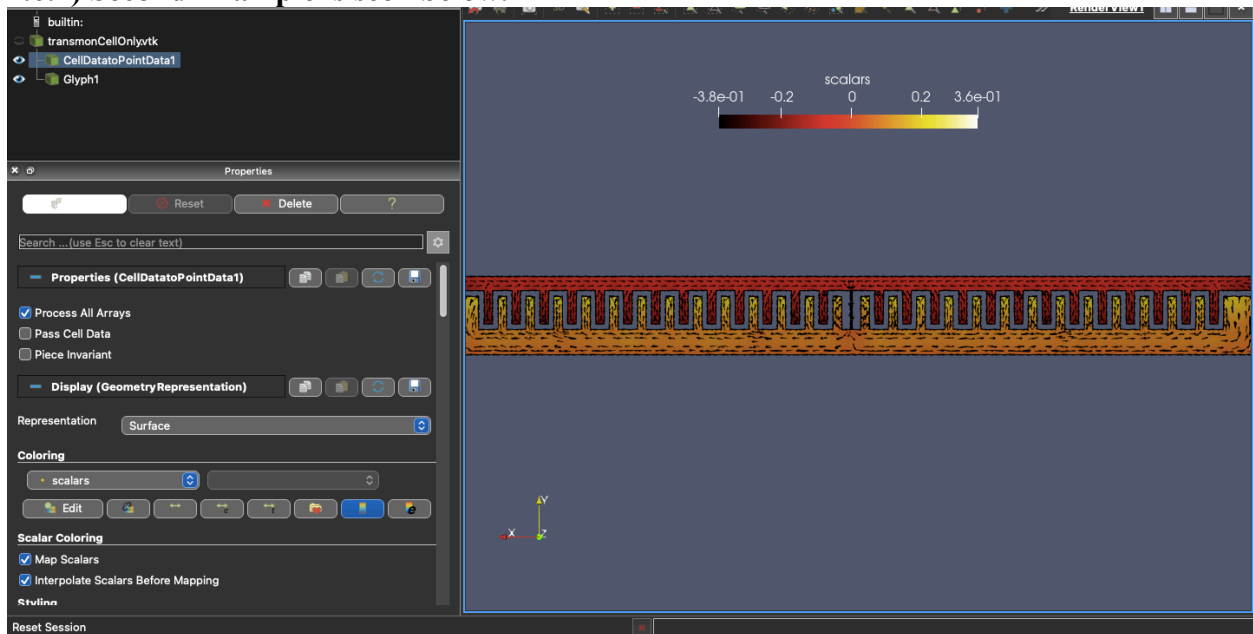 builtin:
RenderView1
transmonCellOnly.vtk
CellDatatoPointData1
Glyph1
scalars
-3.8e-01 -0.2 0 0.2 3.6e-01
Properties
Reset Delete ?
Search ...(use Esc to clear text)
Properties (CellDatatoPointData1)
Process All Arrays
Pass Cell Data
Piece Invariant
Display (GeometryRepresentation)
Representation Surface
Coloring
scalars
Edit
Scalar Coloring
Map Scalars
Interpolate Scalars Before Mapping
Styling
Y
X Z
Reset Session